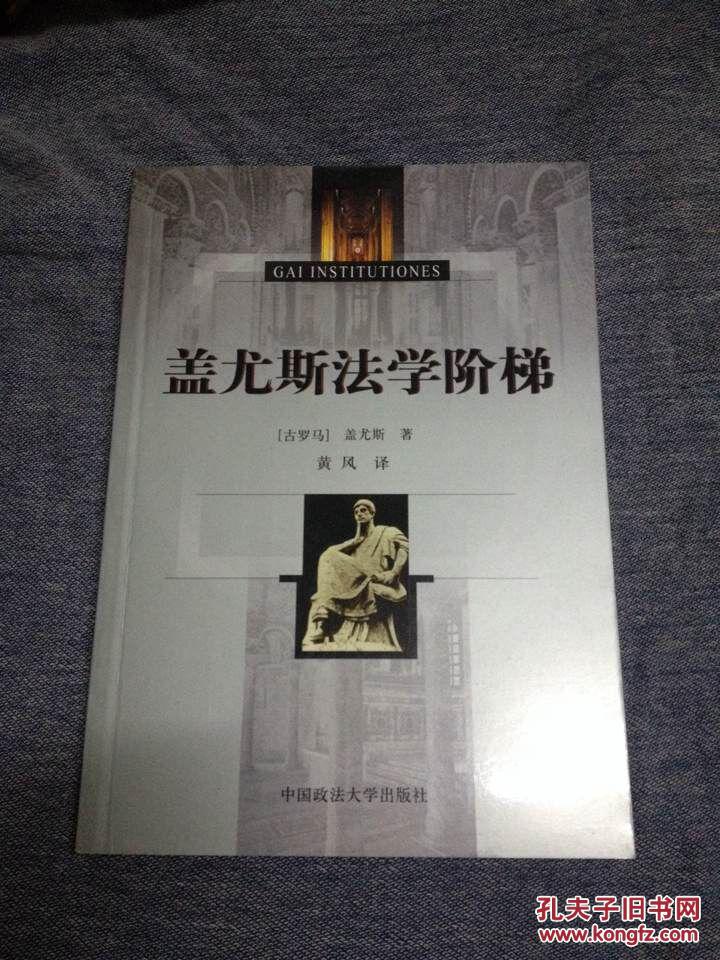 GAI INSTITUTIONES
盖尤斯法学阶梯
[古罗马] 盖尤斯 著
黄风 译
中国政法大学出版社
孔夫子旧书网
www.kongfz.com